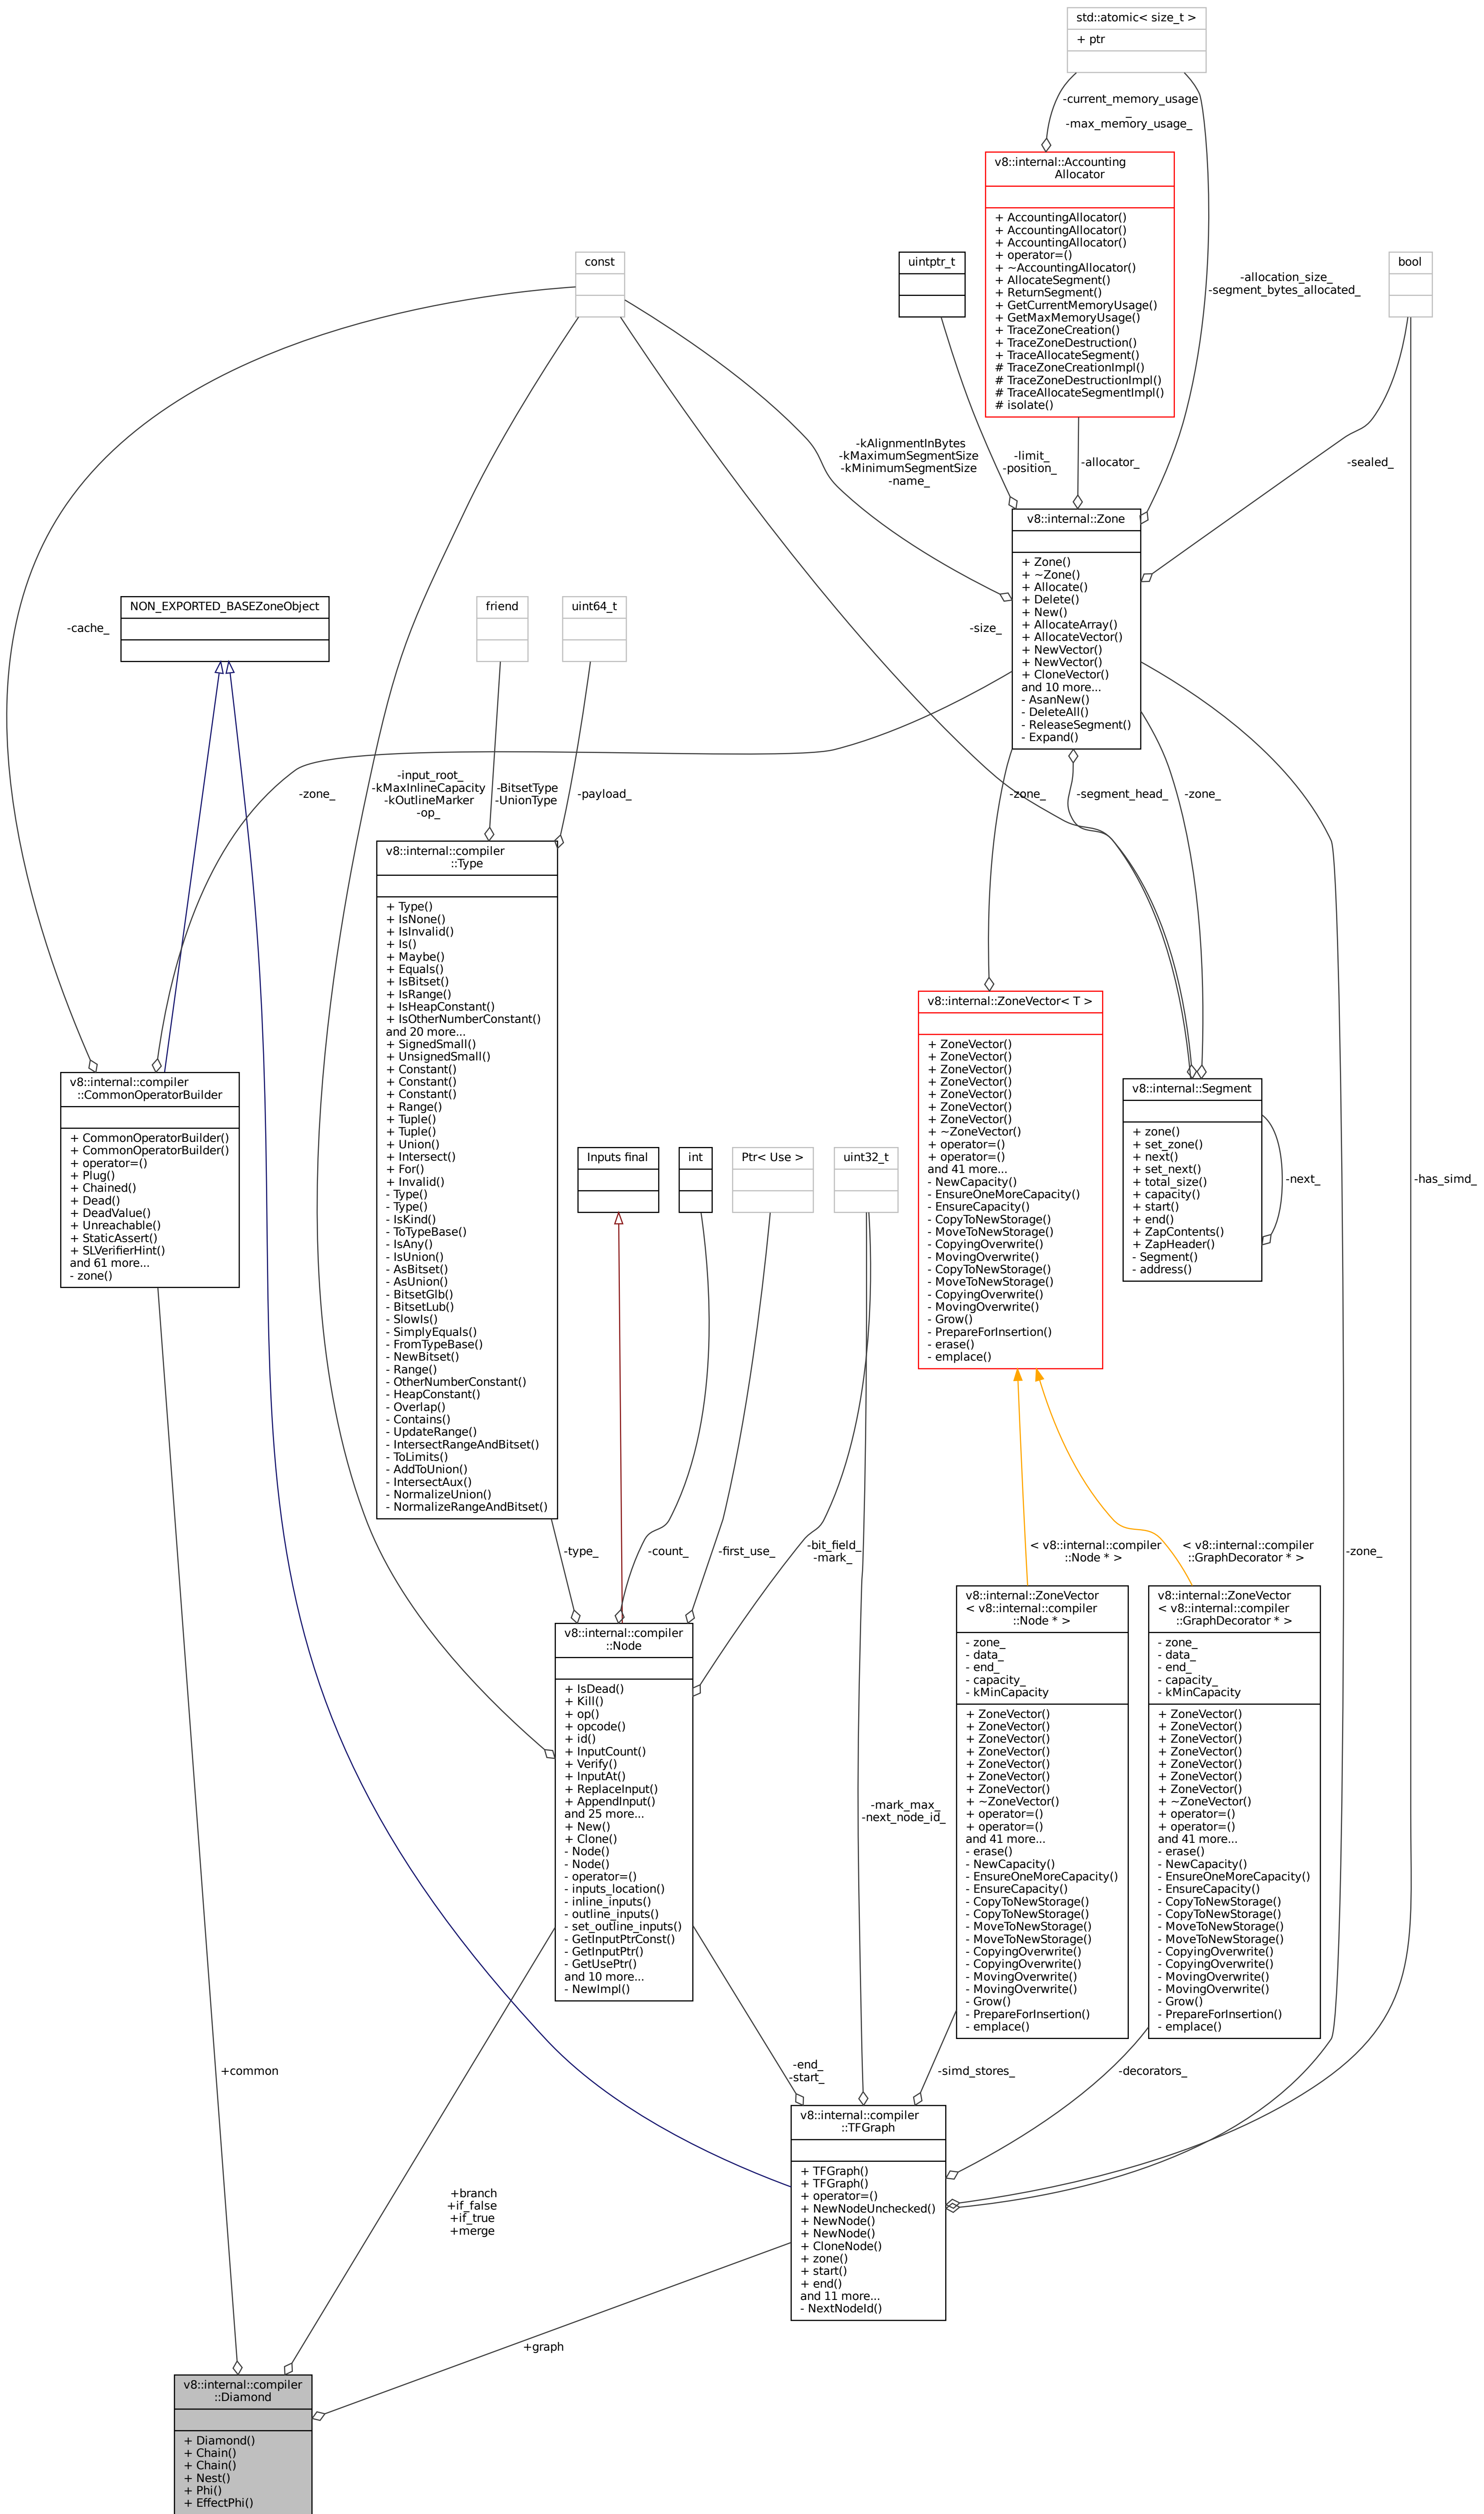 std::atomic< size_t >
+ ptr
-current_memory_usage
_
-max_memory_usage_
v8::internal::Accounting
Allocator
+ AccountingAllocator()
+ AccountingAllocator()
+ AccountingAllocator()
+ operator=()
+ ~AccountingAllocator()
+ AllocateSegment()
+ ReturnSegment()
+ GetCurrentMemoryUsage()
+ GetMaxMemoryUsage()
+ TraceZoneCreation()
+ TraceZoneDestruction()
+ TraceAllocateSegment()
# TraceZoneCreationImpl()
# TraceZoneDestructionImpl()
# TraceAllocateSegmentImpl()
# isolate()
const
uintptr_t
-allocation_size_
-segment_bytes_allocated_
bool
-kAlignmentInBytes
-kMaximumSegmentSize
-kMinimumSegmentSize
-name_
-limit_
-position_
-allocator_
-sealed_
v8::internal::Zone
+ Zone()
+ ~Zone()
+ Allocate()
+ Delete()
+ New()
+ AllocateArray()
+ AllocateVector()
+ NewVector()
+ NewVector()
+ CloneVector()
and 10 more...
- AsanNew()
- DeleteAll()
- ReleaseSegment()
- Expand()
-cache_
NON_EXPORTED_BASEZoneObject
friend
uint64_t
-size_
-zone_
-input_root_
-kMaxInlineCapacity
-kOutlineMarker
-op_
-BitsetType
-UnionType
-payload_
-zone_
-segment_head_
-zone_
v8::internal::compiler
::Type
+ Type()
+ IsNone()
+ IsInvalid()
+ Is()
+ Maybe()
+ Equals()
+ IsBitset()
+ IsRange()
+ IsHeapConstant()
+ IsOtherNumberConstant()
and 20 more...
+ SignedSmall()
+ UnsignedSmall()
+ Constant()
+ Constant()
+ Constant()
+ Range()
+ Tuple()
+ Tuple()
+ Union()
+ Intersect()
+ For()
+ Invalid()
- Type()
- Type()
- IsKind()
- ToTypeBase()
- IsAny()
- IsUnion()
- AsBitset()
- AsUnion()
- BitsetGlb()
- BitsetLub()
- SlowIs()
- SimplyEquals()
- FromTypeBase()
- NewBitset()
- Range()
- OtherNumberConstant()
- HeapConstant()
- Overlap()
- Contains()
- UpdateRange()
- IntersectRangeAndBitset()
- ToLimits()
- AddToUnion()
- IntersectAux()
- NormalizeUnion()
- NormalizeRangeAndBitset()
v8::internal::ZoneVector< T >
+ ZoneVector()
+ ZoneVector()
+ ZoneVector()
+ ZoneVector()
+ ZoneVector()
+ ZoneVector()
+ ZoneVector()
+ ~ZoneVector()
+ operator=()
+ operator=()
and 41 more...
- NewCapacity()
- EnsureOneMoreCapacity()
- EnsureCapacity()
- CopyToNewStorage()
- MoveToNewStorage()
- CopyingOverwrite()
- MovingOverwrite()
- CopyToNewStorage()
- MoveToNewStorage()
- CopyingOverwrite()
- MovingOverwrite()
- Grow()
- PrepareForInsertion()
- erase()
- emplace()
v8::internal::compiler
::CommonOperatorBuilder
+ CommonOperatorBuilder()
+ CommonOperatorBuilder()
+ operator=()
+ Plug()
+ Chained()
+ Dead()
+ DeadValue()
+ Unreachable()
+ StaticAssert()
+ SLVerifierHint()
and 61 more...
- zone()
v8::internal::Segment
+ zone()
+ set_zone()
+ next()
+ set_next()
+ total_size()
+ capacity()
+ start()
+ end()
+ ZapContents()
+ ZapHeader()
- Segment()
- address()
-next_
-has_simd_
Inputs final
int
Ptr< Use >
uint32_t
-type_
-count_
-first_use_
-bit_field_
-mark_
< v8::internal::compiler
::Node * >
< v8::internal::compiler
::GraphDecorator * >
-zone_
v8::internal::compiler
::Node
+ IsDead()
+ Kill()
+ op()
+ opcode()
+ id()
+ InputCount()
+ Verify()
+ InputAt()
+ ReplaceInput()
+ AppendInput()
and 25 more...
+ New()
+ Clone()
- Node()
- Node()
- operator=()
- inputs_location()
- inline_inputs()
- outline_inputs()
- set_outline_inputs()
- GetInputPtrConst()
- GetInputPtr()
- GetUsePtr()
and 10 more...
- NewImpl()
v8::internal::ZoneVector
< v8::internal::compiler
::Node * >
- zone_
- data_
- end_
- capacity_
- kMinCapacity
+ ZoneVector()
+ ZoneVector()
+ ZoneVector()
+ ZoneVector()
+ ZoneVector()
+ ZoneVector()
+ ZoneVector()
+ ~ZoneVector()
+ operator=()
+ operator=()
and 41 more...
- erase()
- NewCapacity()
- EnsureOneMoreCapacity()
- EnsureCapacity()
- CopyToNewStorage()
- CopyToNewStorage()
- MoveToNewStorage()
- MoveToNewStorage()
- CopyingOverwrite()
- CopyingOverwrite()
- MovingOverwrite()
- MovingOverwrite()
- Grow()
- PrepareForInsertion()
- emplace()
v8::internal::ZoneVector
< v8::internal::compiler
::GraphDecorator * >
- zone_
- data_
- end_
- capacity_
- kMinCapacity
+ ZoneVector()
+ ZoneVector()
+ ZoneVector()
+ ZoneVector()
+ ZoneVector()
+ ZoneVector()
+ ZoneVector()
+ ~ZoneVector()
+ operator=()
+ operator=()
and 41 more...
- erase()
- NewCapacity()
- EnsureOneMoreCapacity()
- EnsureCapacity()
- CopyToNewStorage()
- CopyToNewStorage()
- MoveToNewStorage()
- MoveToNewStorage()
- CopyingOverwrite()
- CopyingOverwrite()
- MovingOverwrite()
- MovingOverwrite()
- Grow()
- PrepareForInsertion()
- emplace()
-mark_max_
-next_node_id_
+common
-end_
-start_
-simd_stores_
-decorators_
v8::internal::compiler
::TFGraph
+ TFGraph()
+ TFGraph()
+ operator=()
+ NewNodeUnchecked()
+ NewNode()
+ NewNode()
+ CloneNode()
+ zone()
+ start()
+ end()
and 11 more...
- NextNodeId()
+branch
+if_false
+if_true
+merge
+graph
v8::internal::compiler
::Diamond
+ Diamond()
+ Chain()
+ Chain()
+ Nest()
+ Phi()
+ EffectPhi()